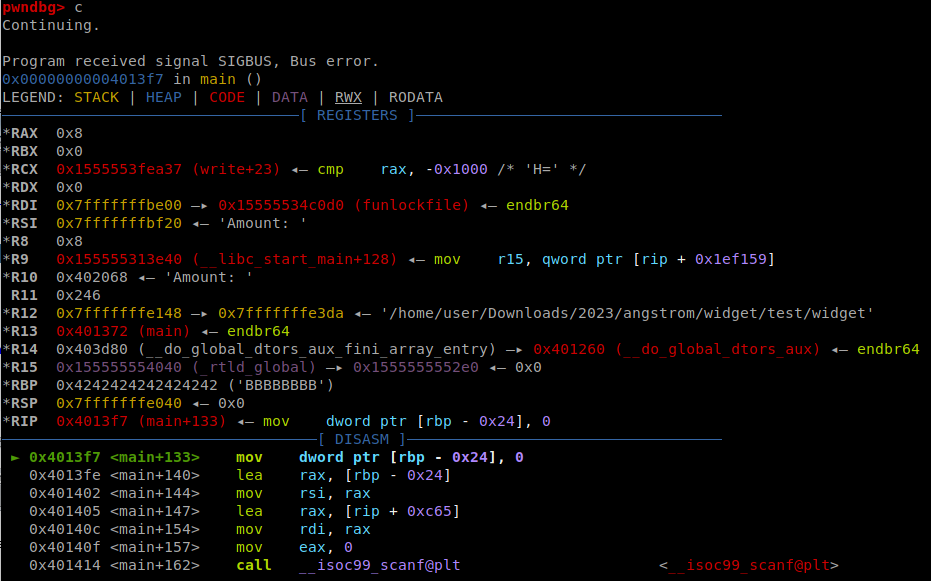 pwndbg> c
Continuing.
Program received signal SIGBUS, Bus error.
0x00000000004013f7 in main ()
LEGEND: STACK | HEAP | CODE | DATA | RWX | RODATA
[ REGISTERS ]
*RAX  0x8
*RBX  0x0
*RCX  0x1555553fea37 (write+23) ◂— cmp    rax, -0x1000 /* 'H=' */
*RDX  0x0
*RDI  0x7fffffffbe00 —▸ 0x15555534c0d0 (funlockfile) ◂— endbr64
*RSI  0x7fffffffbf20 ◂— 'Amount: '
*R8   0x8
*R9   0x155555313e40 (__libc_start_main+128) ◂— mov    r15, qword ptr [rip + 0x1ef159]
*R10  0x402068 ◂— 'Amount: '
R11  0x246
*R12  0x7fffffffe148 —▸ 0x7fffffffe3da ◂— '/home/user/Downloads/2023/angstrom/widget/test/widget'
*R13  0x401372 (main) ◂— endbr64
*R14  0x403d80 (__do_global_dtors_aux_fini_array_entry) —▸ 0x401260 (__do_global_dtors_aux) ◂— endbr64
*R15  0x155555554040 (_rtld_global) —▸ 0x1555555552e0 ◂— 0x0
*RBP  0x4242424242424242 ('BBBBBBBB')
*RSP  0x7fffffffe040 ◂— 0x0
*RIP  0x4013f7 (main+133) ◂— mov    dword ptr [rbp - 0x24], 0
[ DISASM ]
► 0x4013f7 <main+133>    mov    dword ptr [rbp - 0x24], 0
0x4013fe <main+140>    lea    rax, [rbp - 0x24]
0x401402 <main+144>    mov    rsi, rax
0x401405 <main+147>    lea    rax, [rip + 0xc65]
0x40140c <main+154>    mov    rdi, rax
0x40140f <main+157>    mov    eax, 0
0x401414 <main+162>    call   __isoc99_scanf@plt                      <__isoc99_scanf@plt>